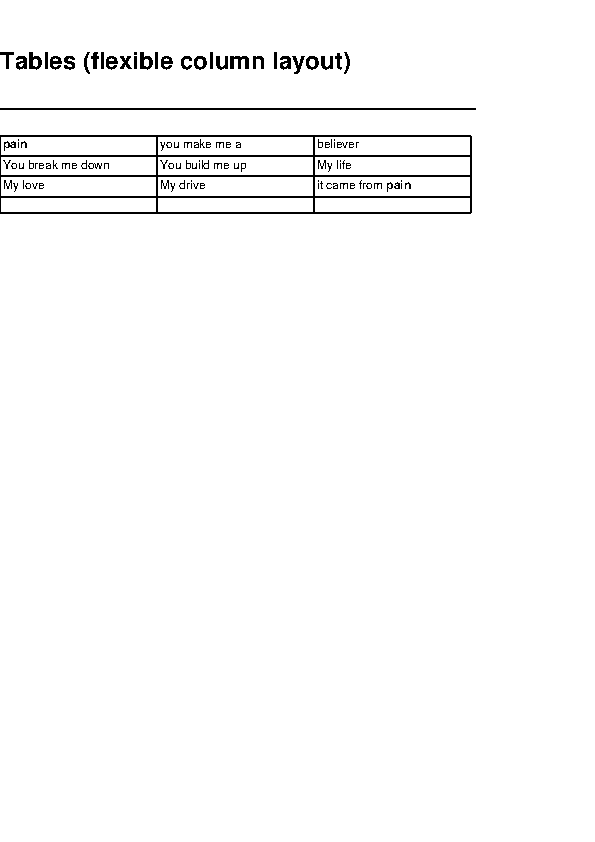 Tables (flexible column layout)
pain you make me a believer
You break me down You build me up My life
My love My drive it came from pain